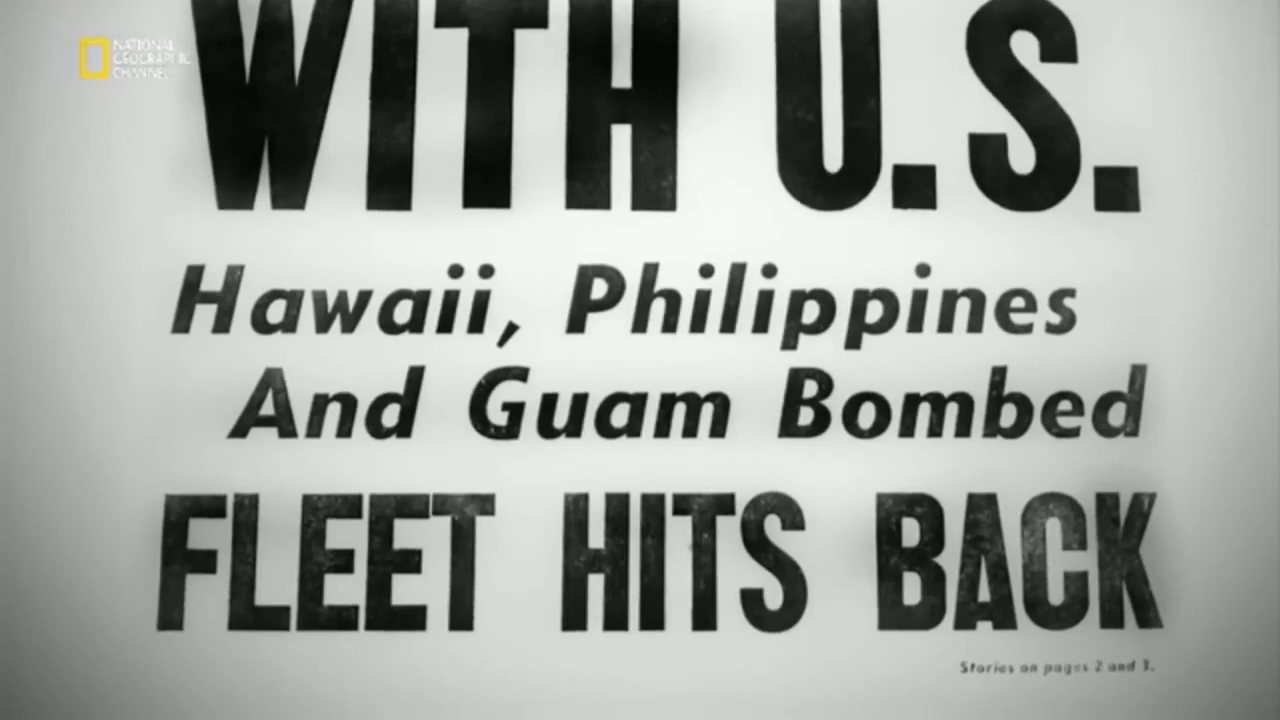 NATIONAL
GEOGRAPHIC
CHANNEL
WITH U.S.
Hawaii, Philippines
And Guam Bombed
FLEET HITS BACK
Stories on pages 2 and 3.